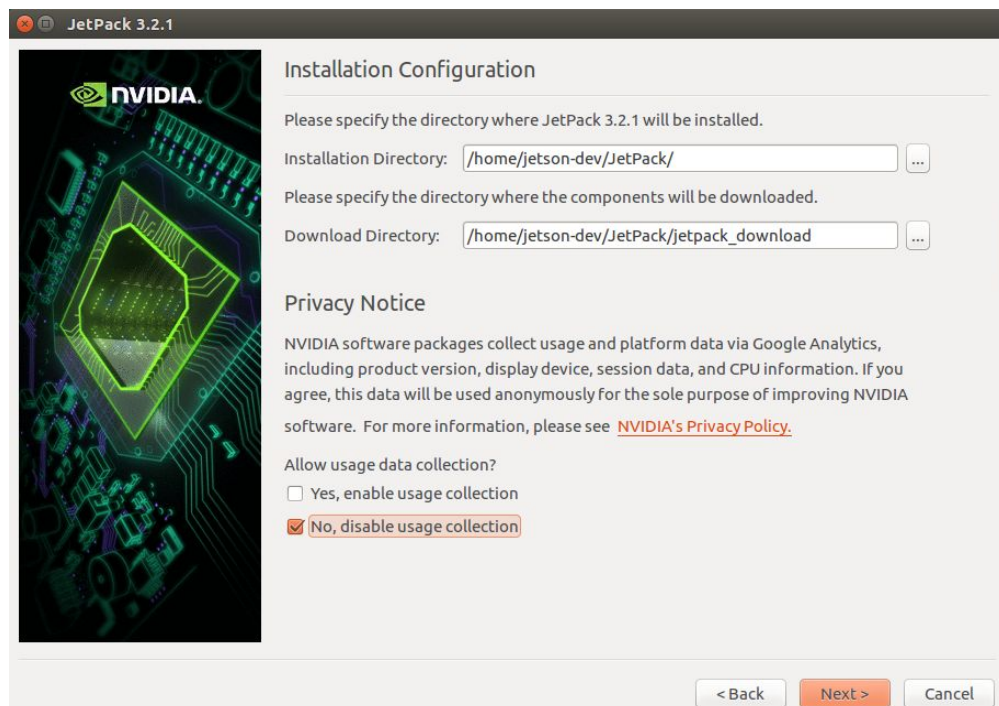 JetPack 3.2.1
NVIDIA.
Installation Configuration
Please specify the directory where JetPack 3.2.1 will be installed.
Installation Directory: /home/jetson-dev/JetPack/ ...
Please specify the directory where the components will be downloaded.
Download Directory: /home/jetson-dev/JetPack/jetpack_download ...
Privacy Notice
NVIDIA software packages collect usage and platform data via Google Analytics,
including product version, display device, session data, and CPU information. If you
agree, this data will be used anonymously for the sole purpose of improving NVIDIA
software. For more information, please see NVIDIA's Privacy Policy.
Allow usage data collection?
Yes, enable usage collection
No, disable usage collection
< Back Next > Cancel